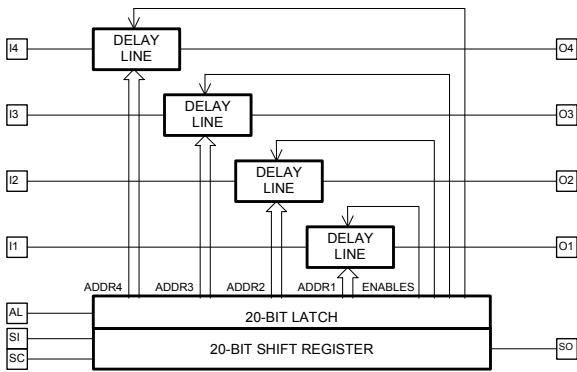 I4
DELAY
LINE
O4
I3
DELAY
LINE
O3
I2
DELAY
LINE
O2
I1
DELAY
LINE
O1
ADDR4 ADDR3 ADDR2 ADDR1 ENABLES
AL
20-BIT LATCH
SI
20-BIT SHIFT REGISTER
SO
SC